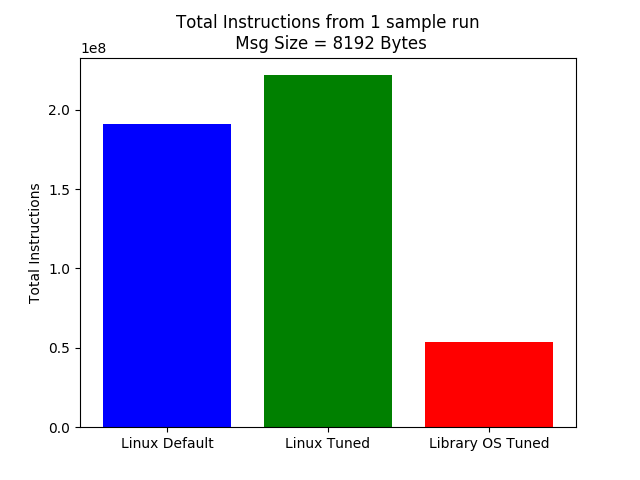 Total Instructions from 1 sample run
Msg Size = 8192 Bytes
1e8
2.0
1.5
1.0
0.5
0.0
Total Instructions
Linux Default
Linux Tuned
Library OS Tuned